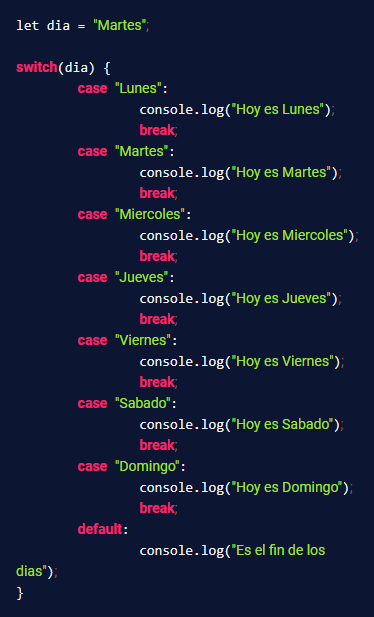 let dia = "Martes";
switch(dia) {
case "Lunes":
console.log("Hoy es Lunes");
break;
case "Martes":
console.log("Hoy es Martes");
break;
case "Miercoles":
console.log("Hoy es Miercoles");
break;
case "Jueves":
console.log("Hoy es Jueves");
break;
case "Viernes":
console.log("Hoy es Viernes");
break;
case "Sabado":
console.log("Hoy es Sabado");
break;
case "Domingo":
console.log("Hoy es Domingo");
break;
default:
console.log("Es el fin de los
dias");
}